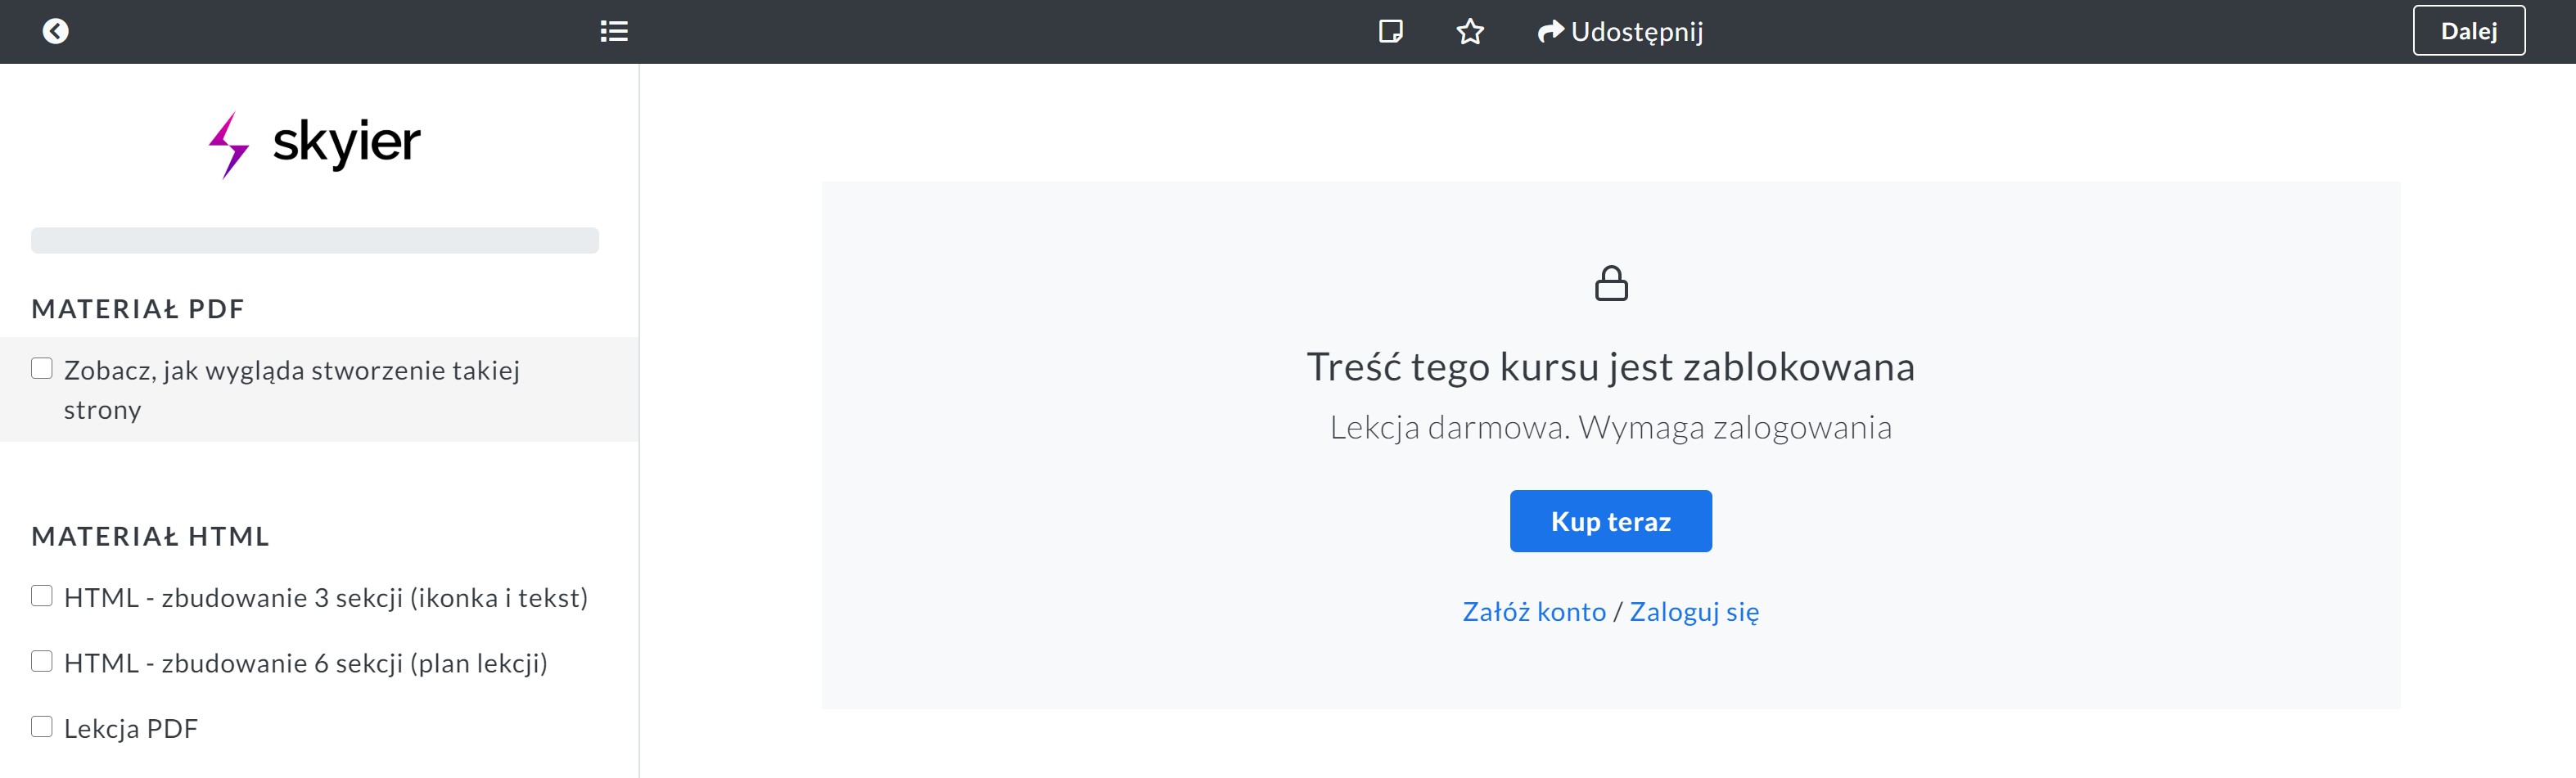 Udostępnij
Dalej
skyier
MATERIAŁ PDF
Zobacz, jak wygląda stworzenie takiej
strony
MATERIAŁ HTML
HTML - zbudowanie 3 sekcji (ikonka i tekst)
HTML - zbudowanie 6 sekcji (plan lekcji)
Lekcja PDF
Treść tego kursu jest zablokowana
Lekcja darmowa. Wymaga zalogowania
Kup teraz
Załóż konto / Zaloguj się